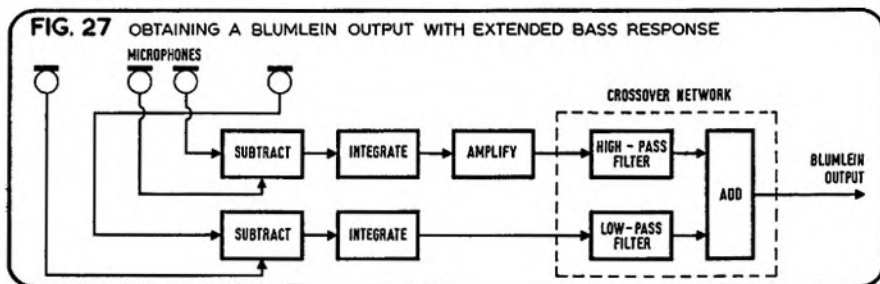 FIG. 27 OBTAINING A BLUMLEIN OUTPUT WITH EXTENDED BASS RESPONSE
MICROPHONES
CROSSOVER NETWORK
SUBTRACT
INTEGRATE
AMPLIFY
HIGH-PASS
FILTER
ADD
BLUMLEIN
OUTPUT
SUBTRACT
INTEGRATE
LOW-PASS
FILTER